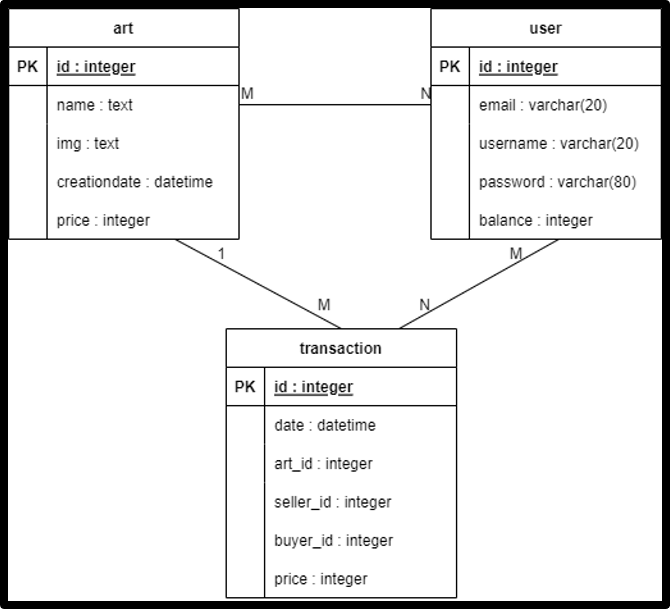 art
PK id : integer
name : text
img : text
creationdate : datetime
price : integer
user
PK id : integer
email : varchar(20)
username : varchar(20)
password : varchar(80)
balance : integer
M N
1 M
M N
transaction
PK id : integer
date : datetime
art_id : integer
seller_id : integer
buyer_id : integer
price : integer